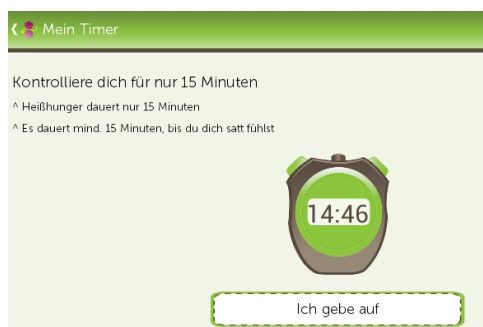 Mein Timer
Kontrolliere dich für nur 15 Minuten
^ Heißhunger dauert nur 15 Minuten
^ Es dauert mind. 15 Minuten, bis du dich satt fühlst
14:46
Ich gebe auf